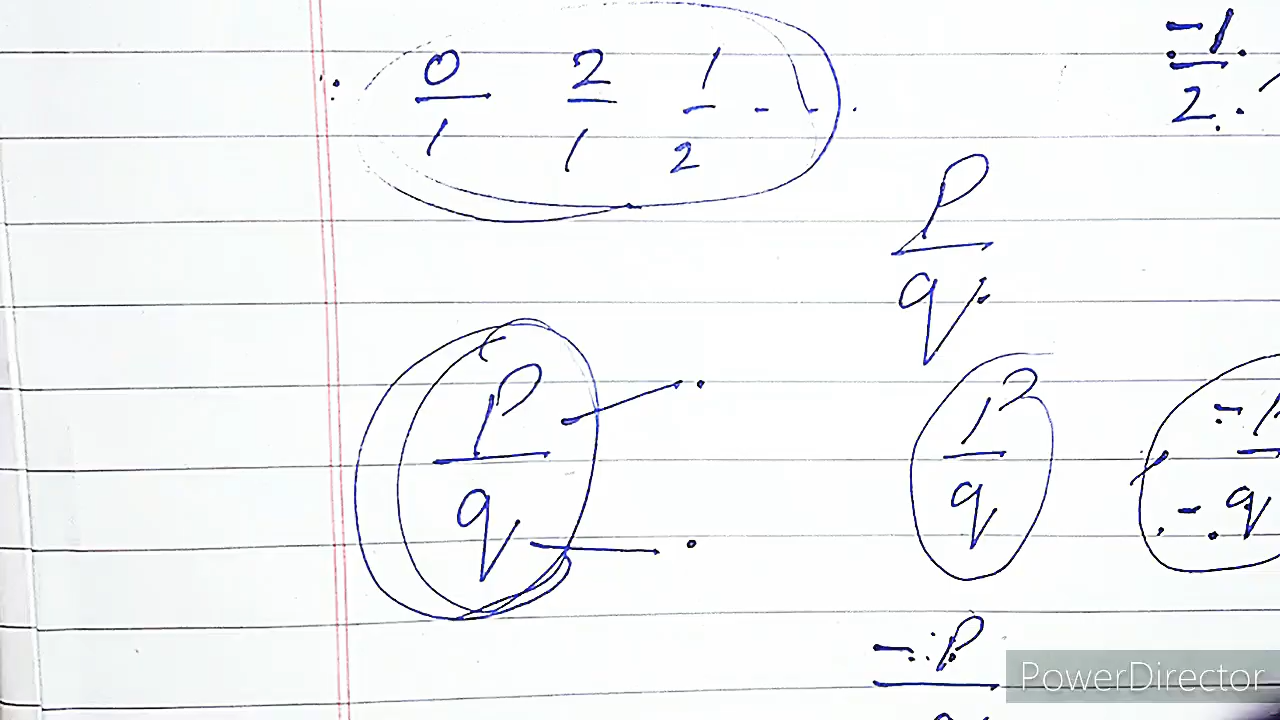 0/1 2/1 1/2 - - .
-1/2
P/q
P/q
P/q
-P/-q
-P
PowerDirector